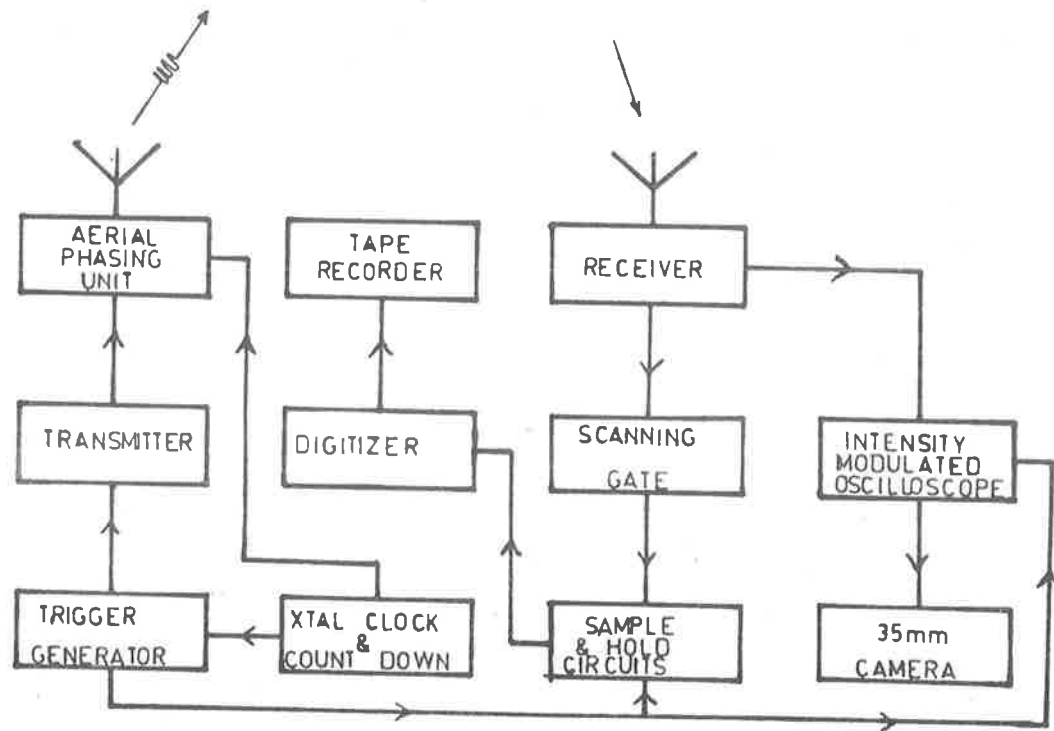 AERIAL
PHASING
UNIT
TAPE
RECORDER
RECEIVER
TRANSMITTER
DIGITIZER
SCANNING
GATE
INTENSITY
MODULATED
OSCILLOSCOPE
TRIGGER
GENERATOR
XTAL CLOCK
&
COUNT DOWN
SAMPLE
& HOLD
CIRCUITS
35mm
CAMERA